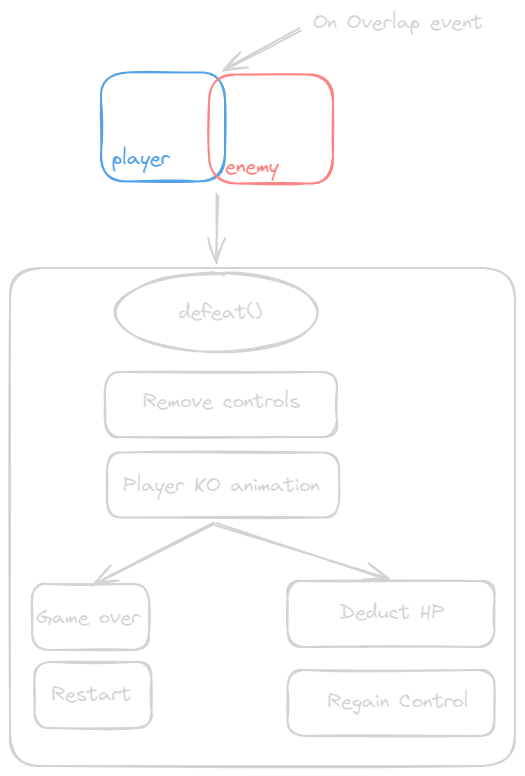 On Overlap event
player
enemy
defeat()
Remove controls
Player KO animation
Game over
Deduct HP
Restart
Regain Control